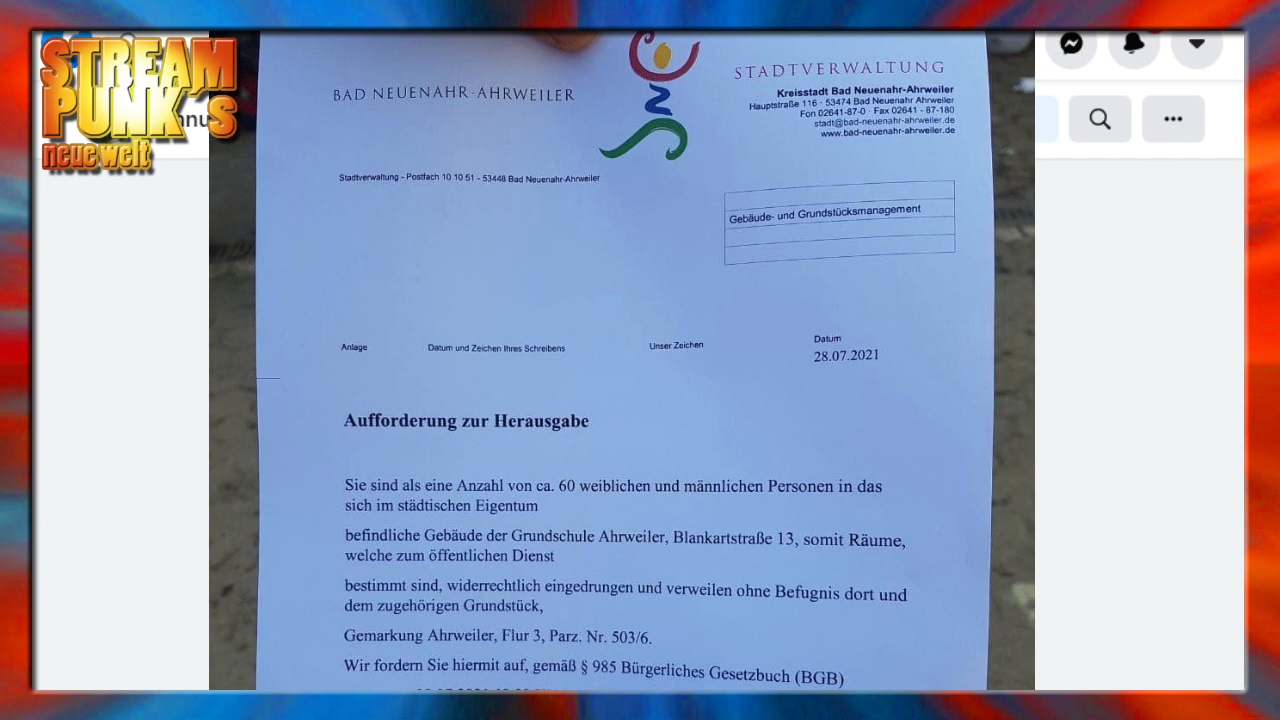 STREAM
PUNK s
neue welt
BAD NEUENAHR-AHRWEILER
STADTVERWALTUNG
Kreisstadt Bad Neuenahr-Ahrweiler
Hauptstraße 116 · 53474 Bad Neuenahr Ahrweiler
Fon 02641-87-0 · Fax 02641 - 87-180
stadt@bad-neuenahr-ahrweiler.de
www.bad-neuenahr-ahrweiler.de
Stadtverwaltung - Postfach 10 10 51 - 53448 Bad Neuenahr-Ahrweiler
Gebäude- und Grundstücksmanagement
Anlage
Datum und Zeichen Ihres Schreibens
Unser Zeichen
Datum
28.07.2021
Aufforderung zur Herausgabe
Sie sind als eine Anzahl von ca. 60 weiblichen und männlichen Personen in das
sich im städtischen Eigentum
befindliche Gebäude der Grundschule Ahrweiler, Blankartstraße 13, somit Räume,
welche zum öffentlichen Dienst
bestimmt sind, widerrechtlich eingedrungen und verweilen ohne Befugnis dort und
dem zugehörigen Grundstück,
Gemarkung Ahrweiler, Flur 3, Parz. Nr. 503/6.
Wir fordern Sie hiermit auf, gemäß § 985 Bürgerliches Gesetzbuch (BGB)